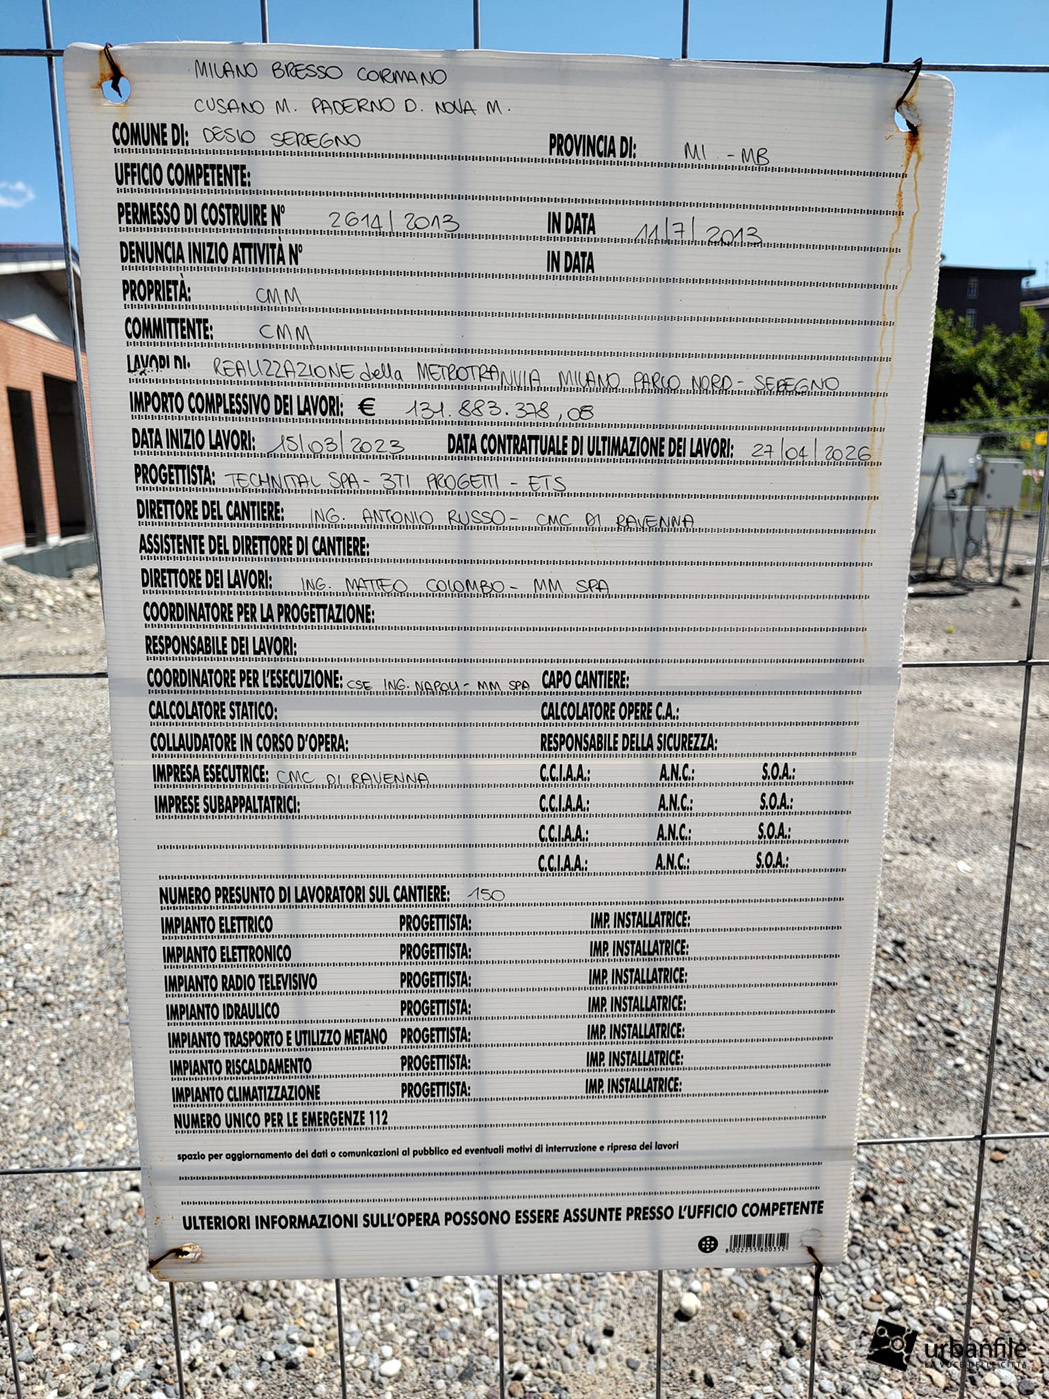 MILANO BRESSO CORMANO
CUSANO M. PADERNO D. NOVA M.
COMUNE DI: DESIO SEREGNO PROVINCIA DI: MI - MB
UFFICIO COMPETENTE:
PERMESSO DI COSTRUIRE N° 2614/2013 IN DATA 11/7/2013
DENUNCIA INIZIO ATTIVITÀ N° IN DATA
PROPRIETÀ: CMM
COMMITTENTE: CMM
LAVORI DI: REALIZZAZIONE della METROTRANVIA MILANO PARCO NORD - SEREGNO
IMPORTO COMPLESSIVO DEI LAVORI: € 131.883.378,08
DATA INIZIO LAVORI: 15/03/2023 DATA CONTRATTUALE DI ULTIMAZIONE DEI LAVORI: 27/04/2026
PROGETTISTA: TECHNITAL SPA - 3TI PROGETTI - ETS
DIRETTORE DEL CANTIERE: ING. ANTONIO RUSSO - CMC DI RAVENNA
ASSISTENTE DEL DIRETTORE DI CANTIERE:
DIRETTORE DEI LAVORI: ING. MATTEO COLOMBO - MM SPA
COORDINATORE PER LA PROGETTAZIONE:
RESPONSABILE DEI LAVORI:
COORDINATORE PER L'ESECUZIONE: CSE ING. NAPOLI - MM SPA CAPO CANTIERE:
CALCOLATORE STATICO: CALCOLATORE OPERE C.A.:
COLLAUDATORE IN CORSO D'OPERA: RESPONSABILE DELLA SICUREZZA:
IMPRESA ESECUTRICE: CMC DI RAVENNA C.C.I.A.A.: A.N.C.: S.O.A.:
IMPRESE SUBAPPALTATRICI: C.C.I.A.A.: A.N.C.: S.O.A.:
C.C.I.A.A.: A.N.C.: S.O.A.:
C.C.I.A.A.: A.N.C.: S.O.A.:
NUMERO PRESUNTO DI LAVORATORI SUL CANTIERE: 150
IMPIANTO ELETTRICO PROGETTISTA: IMP. INSTALLATRICE:
IMPIANTO ELETTRONICO PROGETTISTA: IMP. INSTALLATRICE:
IMPIANTO RADIO TELEVISIVO PROGETTISTA: IMP. INSTALLATRICE:
IMPIANTO IDRAULICO PROGETTISTA: IMP. INSTALLATRICE:
IMPIANTO TRASPORTO E UTILIZZO METANO PROGETTISTA: IMP. INSTALLATRICE:
IMPIANTO RISCALDAMENTO PROGETTISTA: IMP. INSTALLATRICE:
IMPIANTO CLIMATIZZAZIONE PROGETTISTA: IMP. INSTALLATRICE:
NUMERO UNICO PER LE EMERGENZE 112
spazio per aggiornamento dei dati o comunicazioni al pubblico ed eventuali motivi di interruzione e ripresa dei lavori
ULTERIORI INFORMAZIONI SULL'OPERA POSSONO ESSERE ASSUNTE PRESSO L'UFFICIO COMPETENTE
urbanfile
LA VOCE DELLE CITTÀ